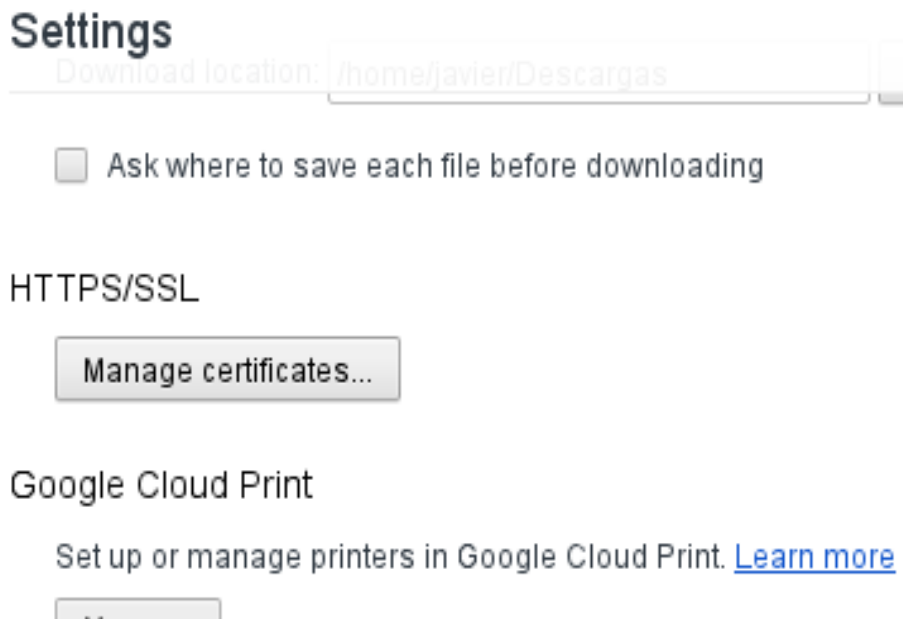 Settings
Download location: /home/javier/Descargas
Ask where to save each file before downloading
HTTPS/SSL
Manage certificates...
Google Cloud Print
Set up or manage printers in Google Cloud Print. Learn more